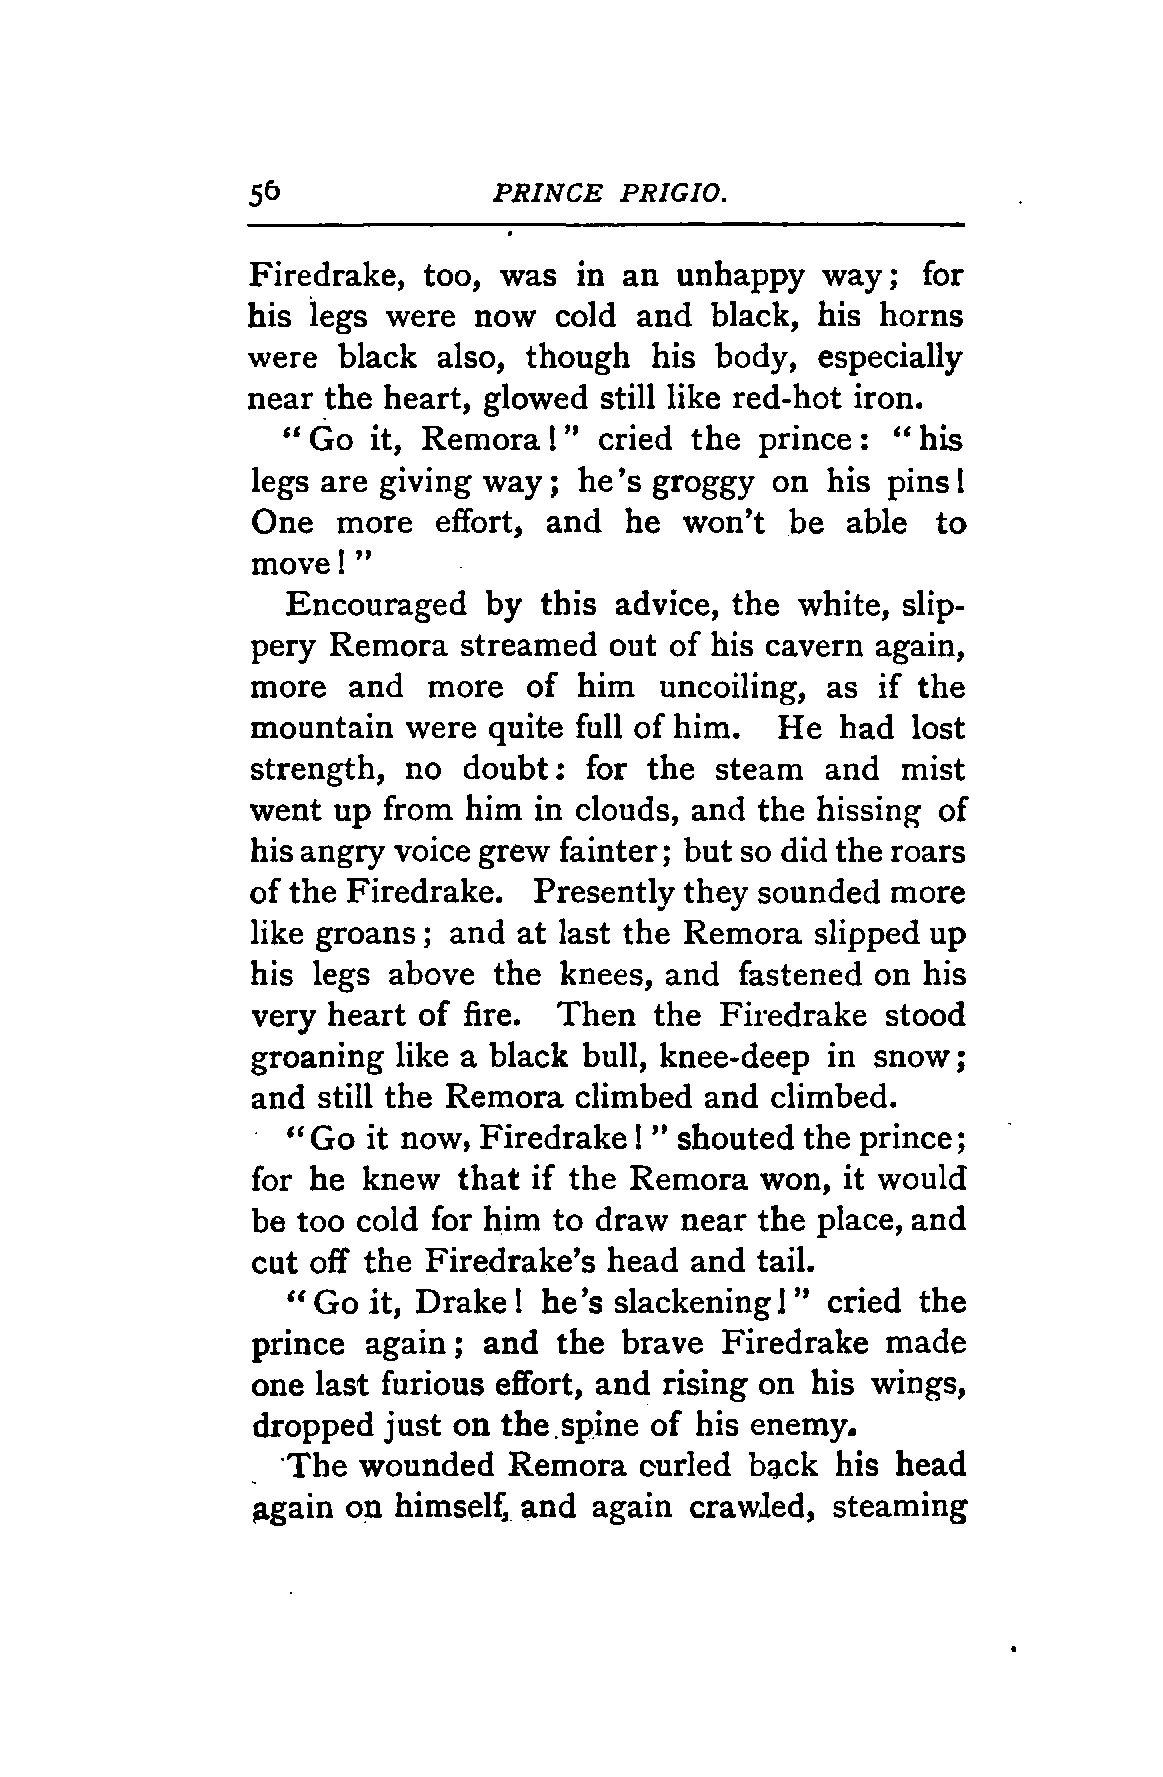 56 PRINCE PRIGIO.
Firedrake, too, was in an unhappy way; for
his legs were now cold and black, his horns
were black also, though his body, especially
near the heart, glowed still like red-hot iron.
"Go it, Remora!" cried the prince: "his
legs are giving way; he's groggy on his pins!
One more effort, and he won't be able to
move!"
Encouraged by this advice, the white, slip-
pery Remora streamed out of his cavern again,
more and more of him uncoiling, as if the
mountain were quite full of him. He had lost
strength, no doubt: for the steam and mist
went up from him in clouds, and the hissing of
his angry voice grew fainter; but so did the roars
of the Firedrake. Presently they sounded more
like groans; and at last the Remora slipped up
his legs above the knees, and fastened on his
very heart of fire. Then the Firedrake stood
groaning like a black bull, knee-deep in snow;
and still the Remora climbed and climbed.
"Go it now, Firedrake!" shouted the prince;
for he knew that if the Remora won, it would
be too cold for him to draw near the place, and
cut off the Firedrake's head and tail.
"Go it, Drake! he's slackening!" cried the
prince again; and the brave Firedrake made
one last furious effort, and rising on his wings,
dropped just on the spine of his enemy.
The wounded Remora curled back his head
again on himself, and again crawled, steaming